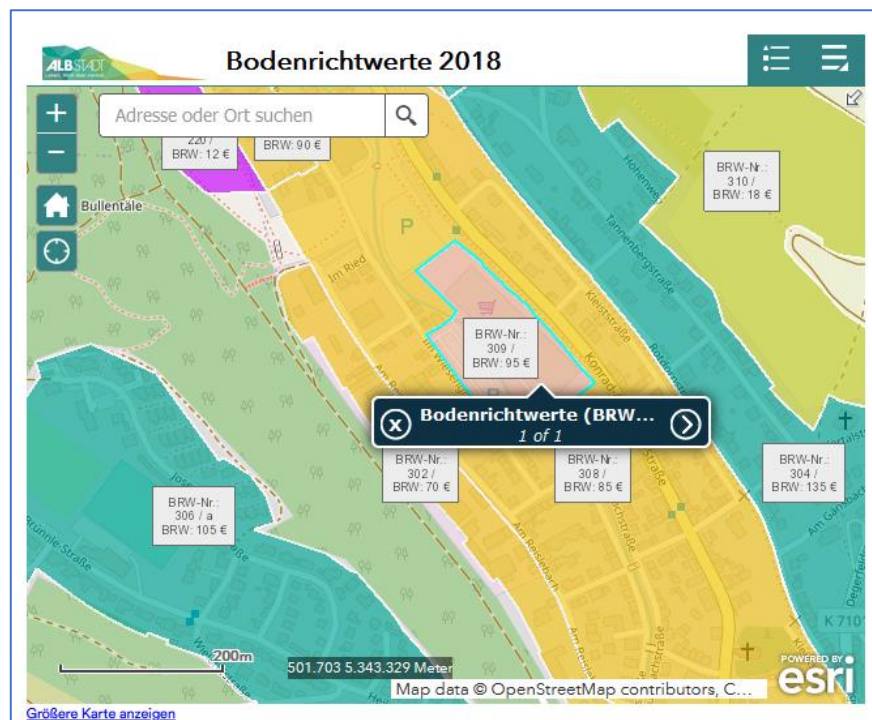 ALBSTADT
Bodenrichtwerte 2018
+
Adresse oder Ort suchen
−
220 /
BRW: 12 €
BRW: 90 €
BRW-Nr.:
310 /
BRW: 18 €
Bullentäle
Hohenweg
Tannenbergstraße
P
Im Ried
Kleiststraße
Rotdornstraße
BRW-Nr.:
309 /
BRW: 95 €
Bodenrichtwerte (BRW...
1 of 1
BRW-Nr.:
302 /
BRW: 70 €
BRW-Nr.:
308 /
BRW: 85 €
BRW-Nr.:
304 /
BRW: 135 €
BRW-Nr.:
306 / a
BRW: 105 €
Am Reislebach
200m
501.703 5.343.329 Meter
K 710
POWERED BY
esri
Map data © OpenStreetMap contributors, C...
Größere Karte anzeigen